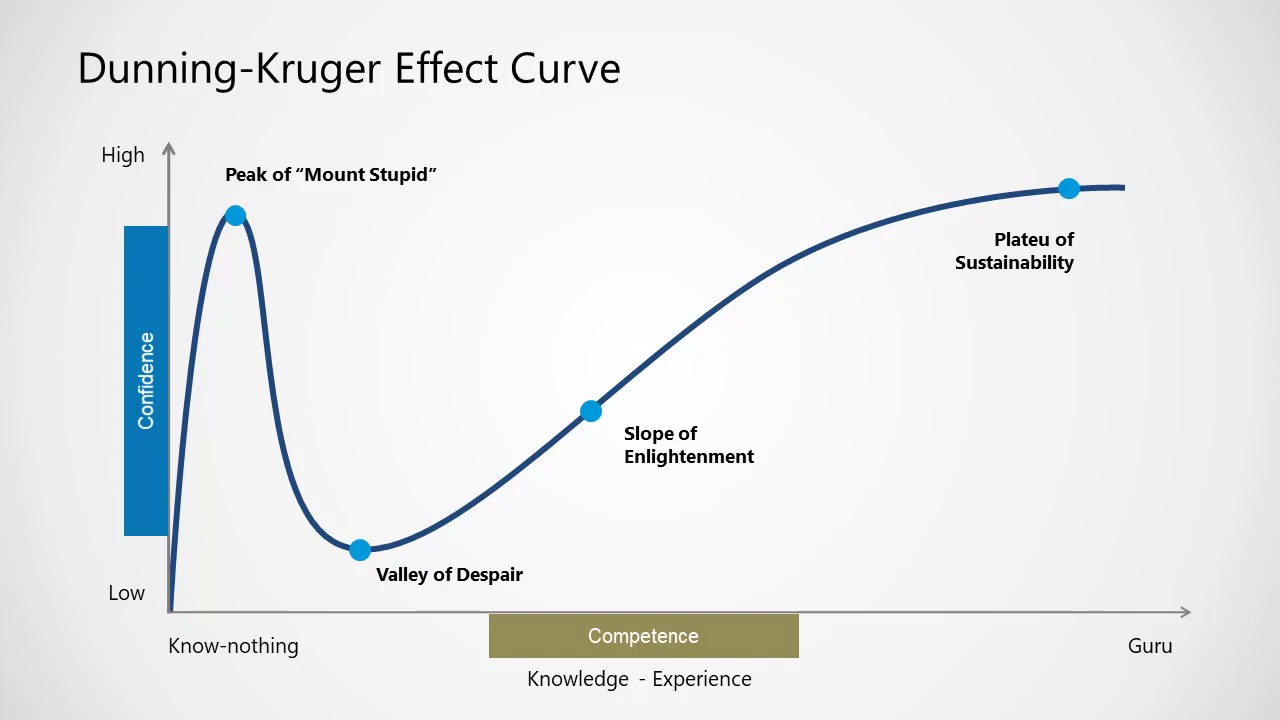 Dunning-Kruger Effect Curve
High
Peak of “Mount Stupid”
Plateu of
Sustainability
Confidence
Slope of
Enlightenment
Valley of Despair
Low
Know-nothing
Competence
Guru
Knowledge - Experience